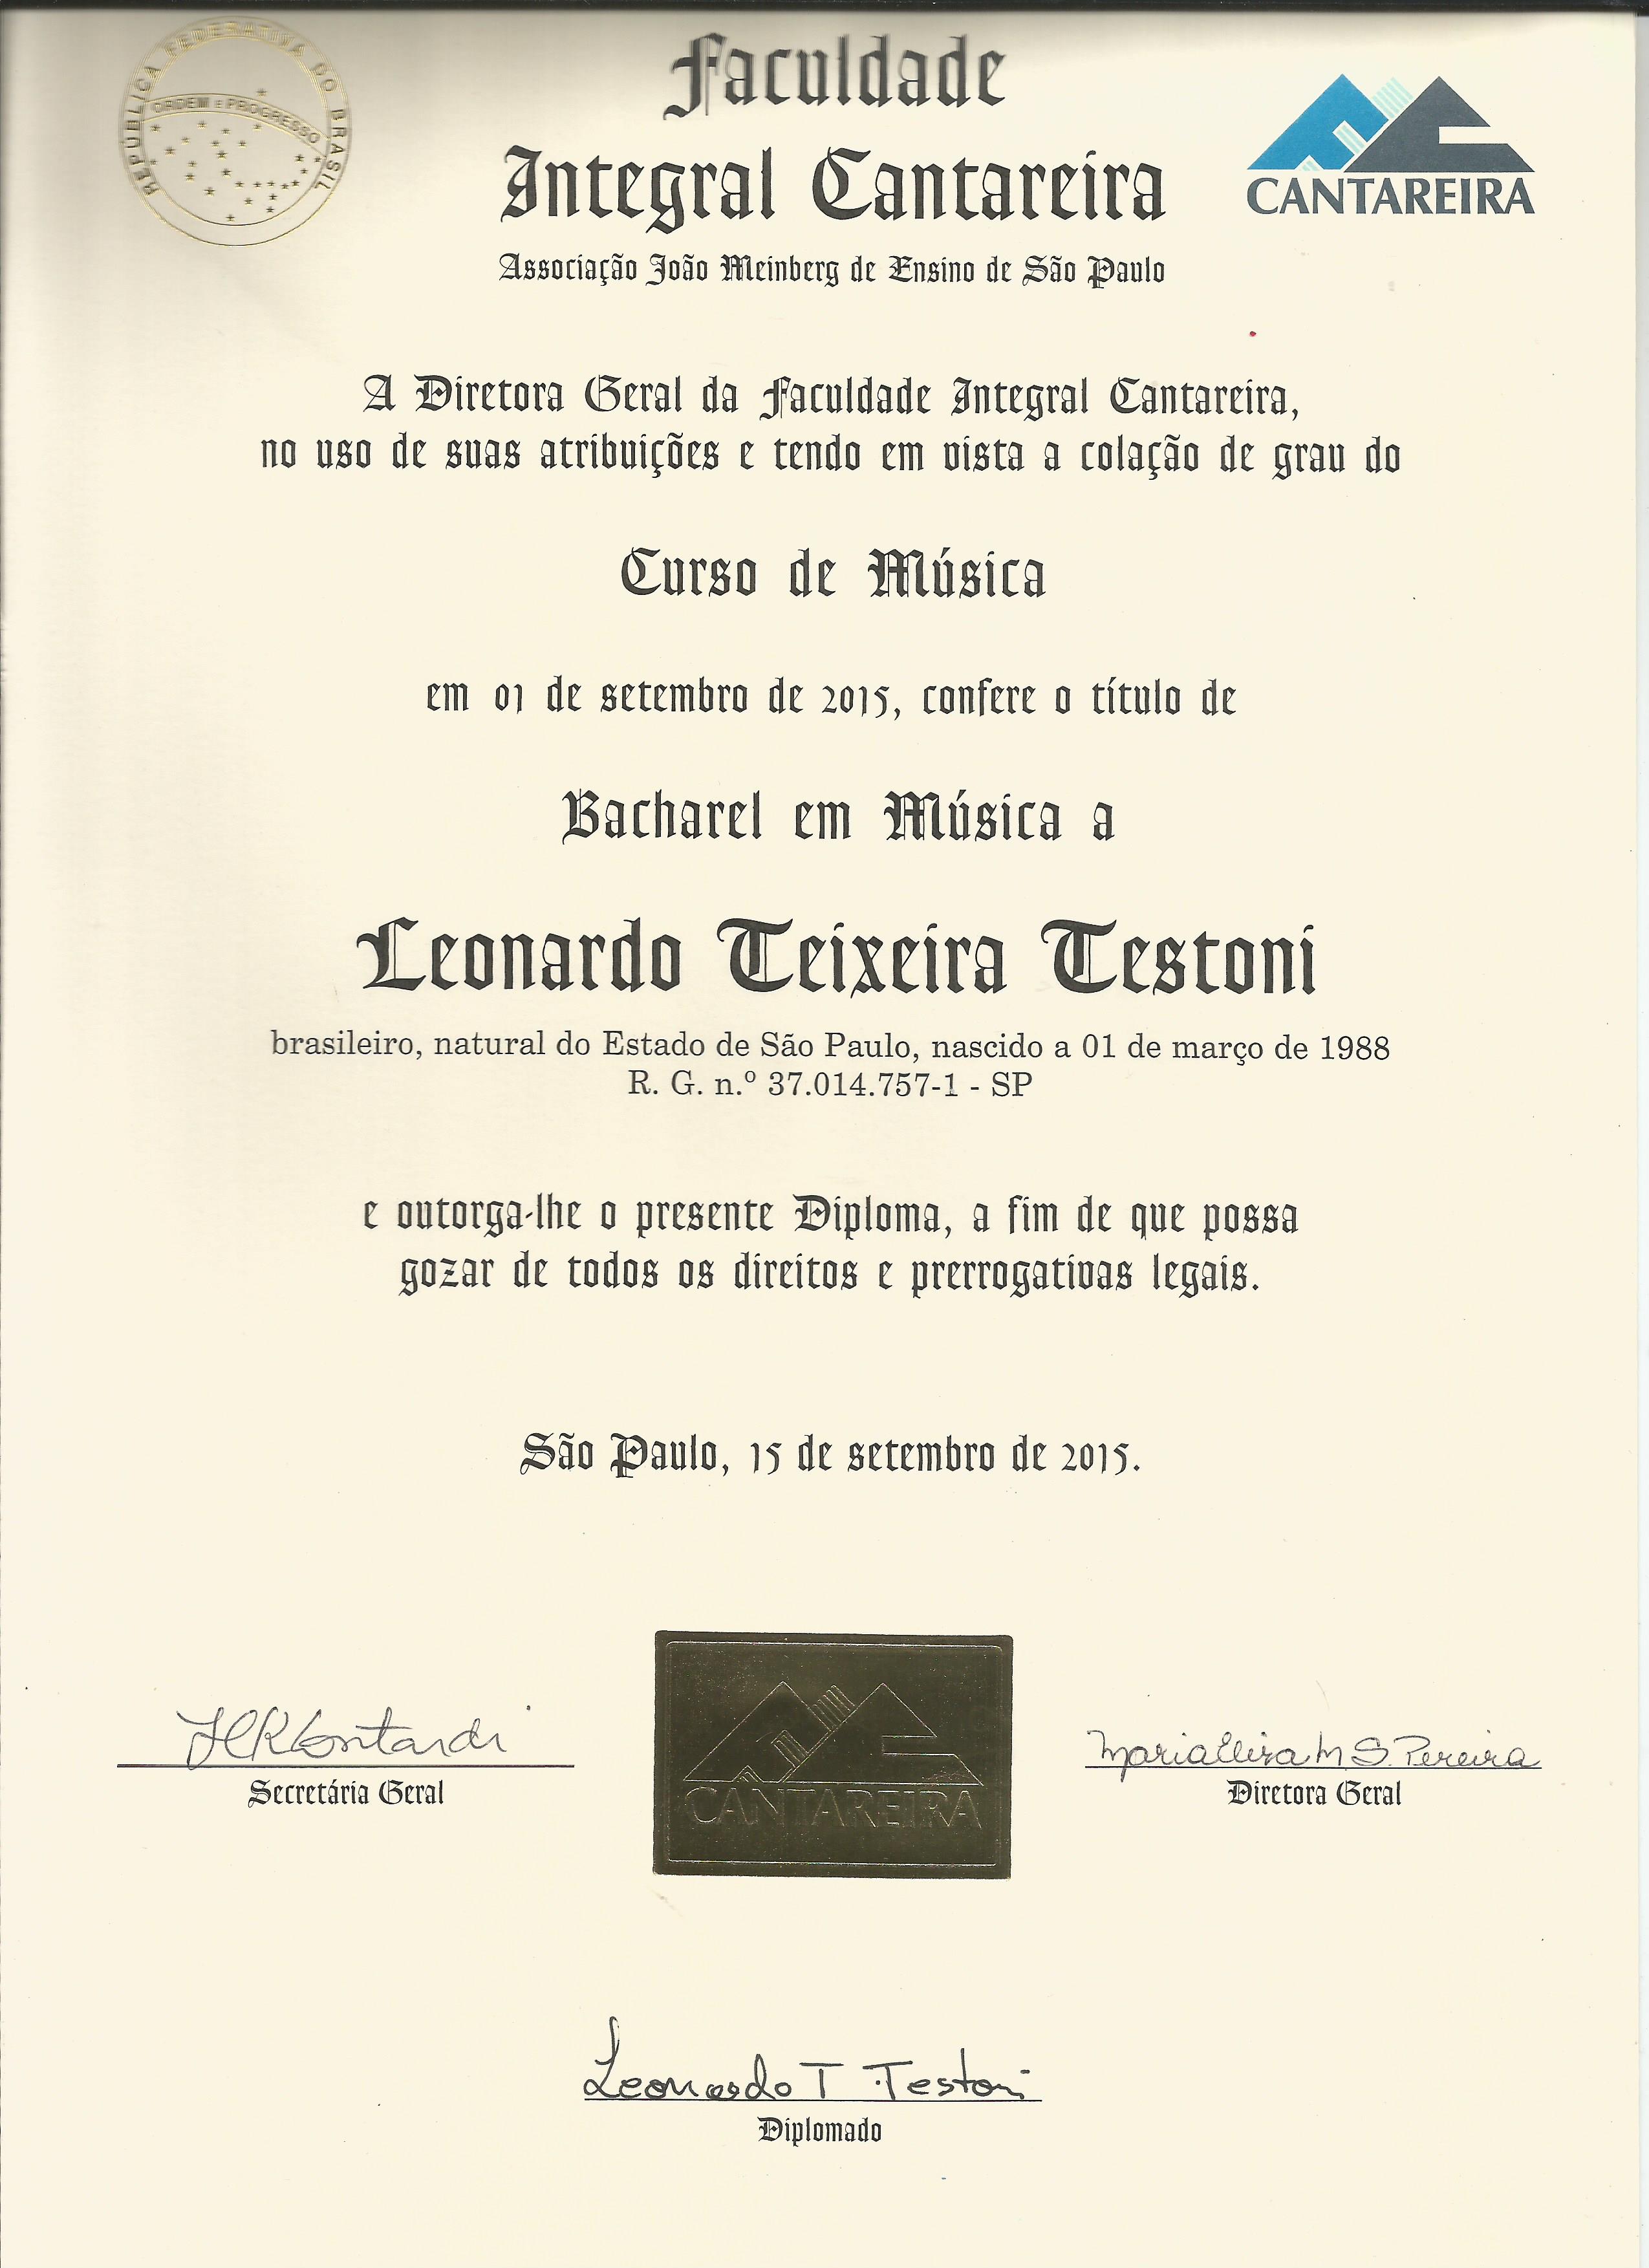 REPÚBLICA FEDERATIVA DO BRASIL
ORDEM E PROGRESSO
Faculdade
Integral Cantareira
CANTAREIRA
Associação João Meinberg de Ensino de São Paulo
A Diretora Geral da Faculdade Integral Cantareira,
no uso de suas atribuições e tendo em vista a colação de grau do
Curso de Música
em 01 de setembro de 2015, confere o título de
Bacharel em Música a
Leonardo Teixeira Testoni
brasileiro, natural do Estado de São Paulo, nascido a 01 de março de 1988
R. G. n.º 37.014.757-1 - SP
e outorga-lhe o presente Diploma, a fim de que possa
gozar de todos os direitos e prerrogativas legais.
São Paulo, 15 de setembro de 2015.
Secretária Geral
CANTAREIRA
Maria Elisa M S. Pereira
Diretora Geral
Leonardo T Testoni
Diplomado